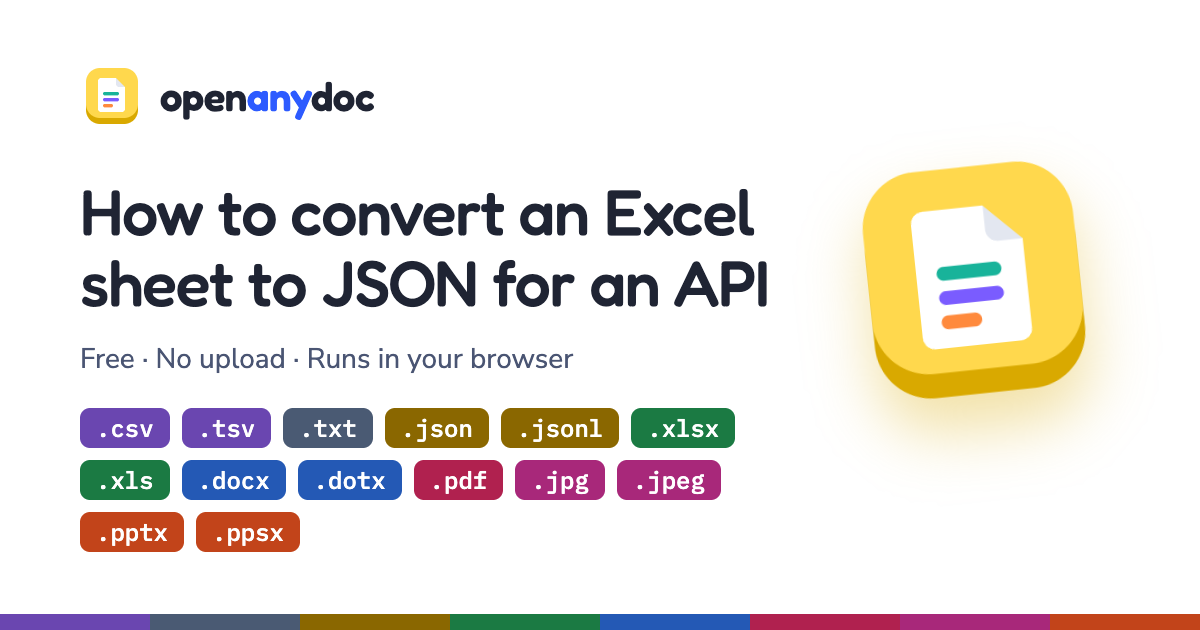 openanydoc
How to convert an Excel
sheet to JSON for an API
Free · No upload · Runs in your browser
.csv .tsv .txt .json .jsonl .xlsx
.xls .docx .dotx .pdf .jpg .jpeg
.pptx .ppsx